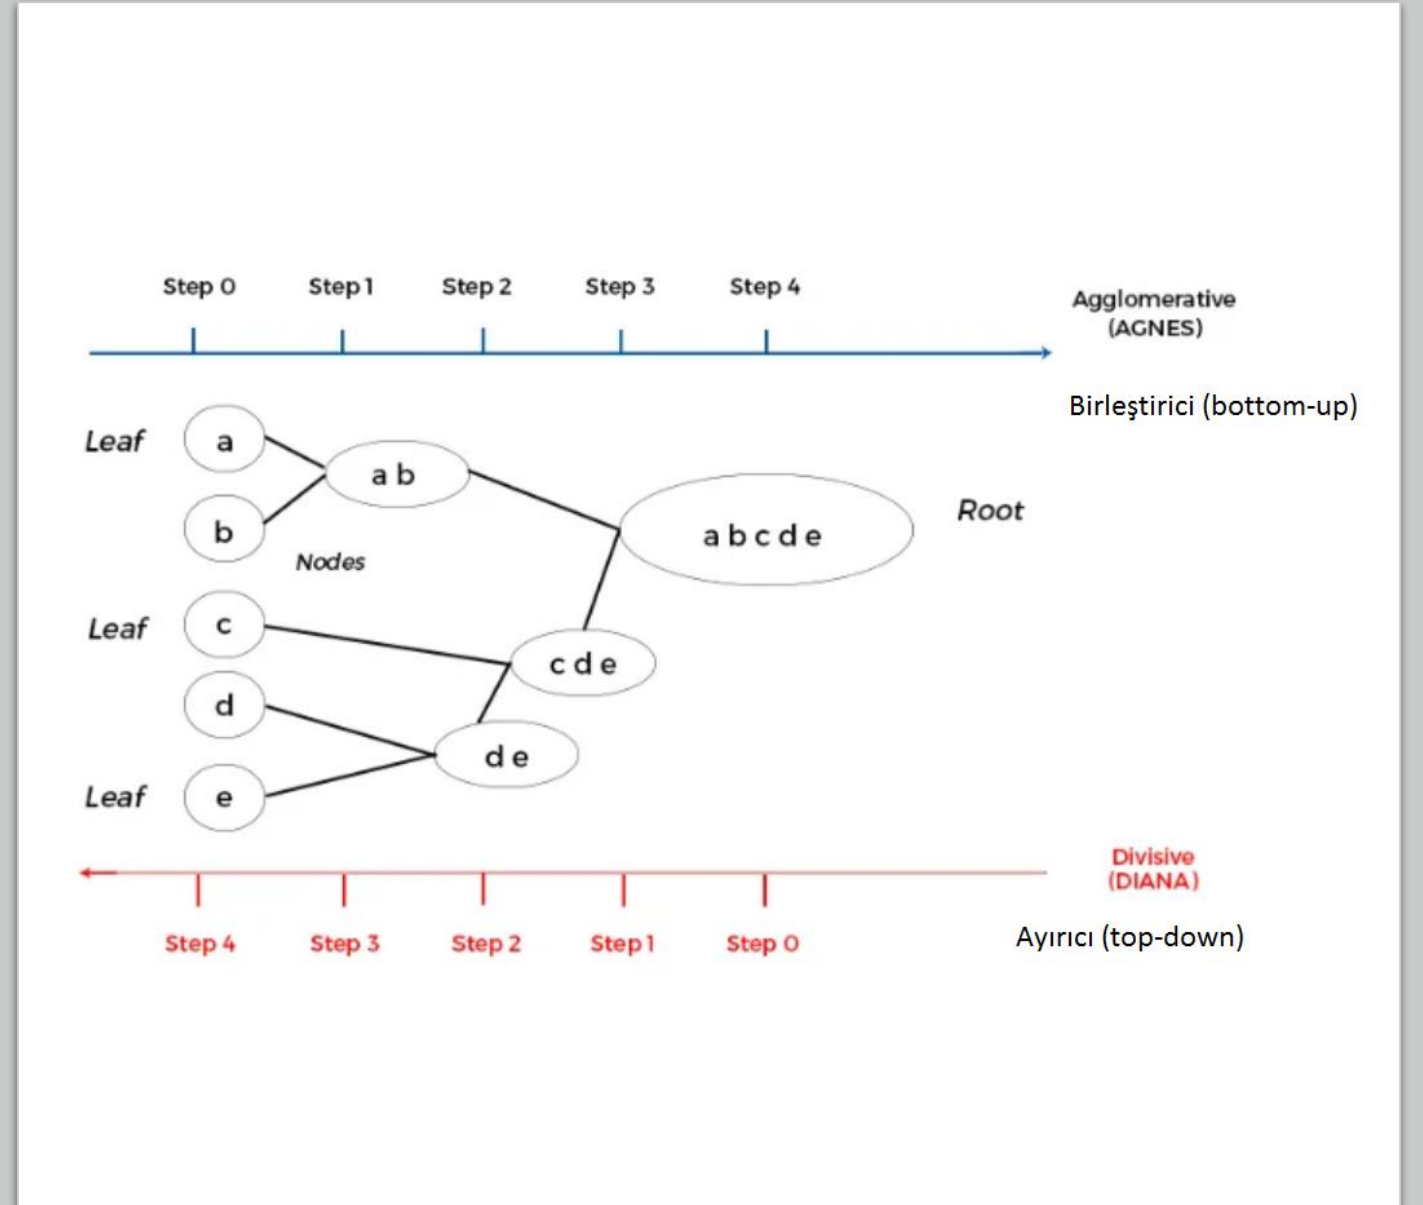 Step 0 Step 1 Step 2 Step 3 Step 4
Agglomerative
(AGNES)
Birleştirici (bottom-up)
Leaf
a
a b
b
Nodes
a b c d e
Root
Leaf
c
c d e
d
d e
Leaf
e
Divisive
(DIANA)
Ayırıcı (top-down)
Step 4 Step 3 Step 2 Step 1 Step 0